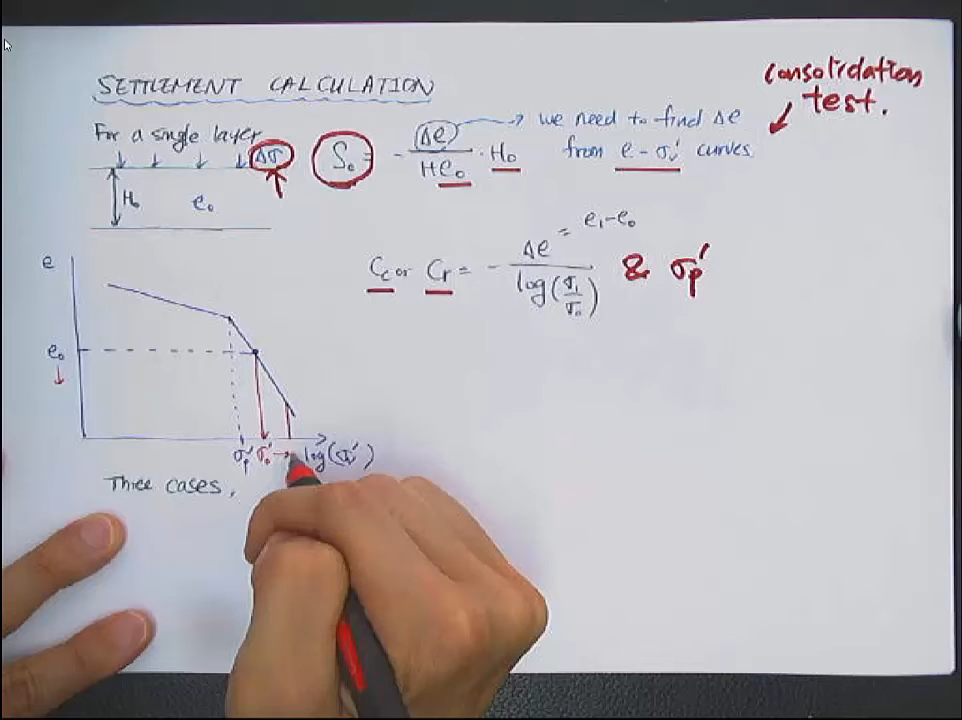 SETTLEMENT CALCULATION
consolidation test.
For a single layer
Δσ
S₀ = - Δe / 1+e₀ · H₀
we need to find Δe
from e - σᵥ' curves
H₀
e₀
Cc or Cr = - Δe / log(σ₁/σ₀) & σp'
= e₁-e₀
e
e₀
σp' σ₀' → log(σᵥ')
Three cases,